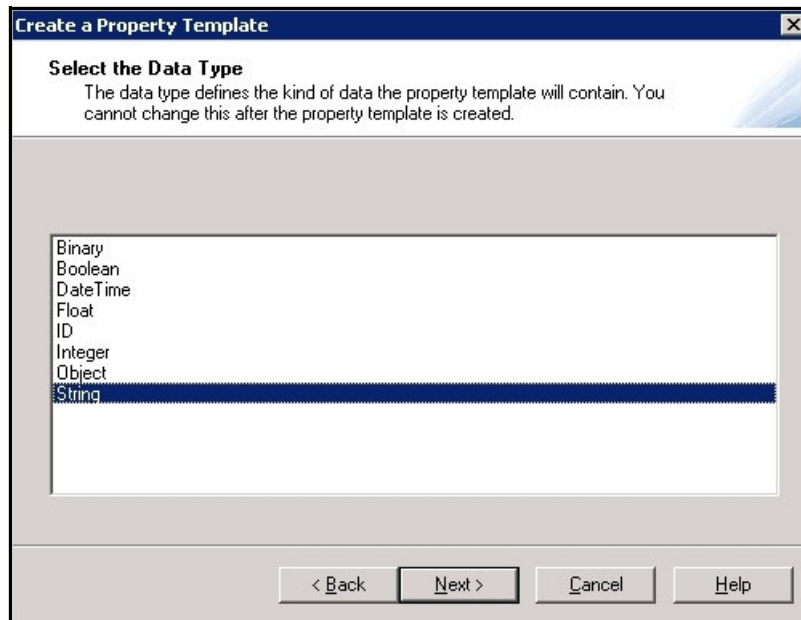 Create a Property Template
Select the Data Type
The data type defines the kind of data the property template will contain. You
cannot change this after the property template is created.
Binary
Boolean
DateTime
Float
ID
Integer
Object
String
< Back
Next >
Cancel
Help